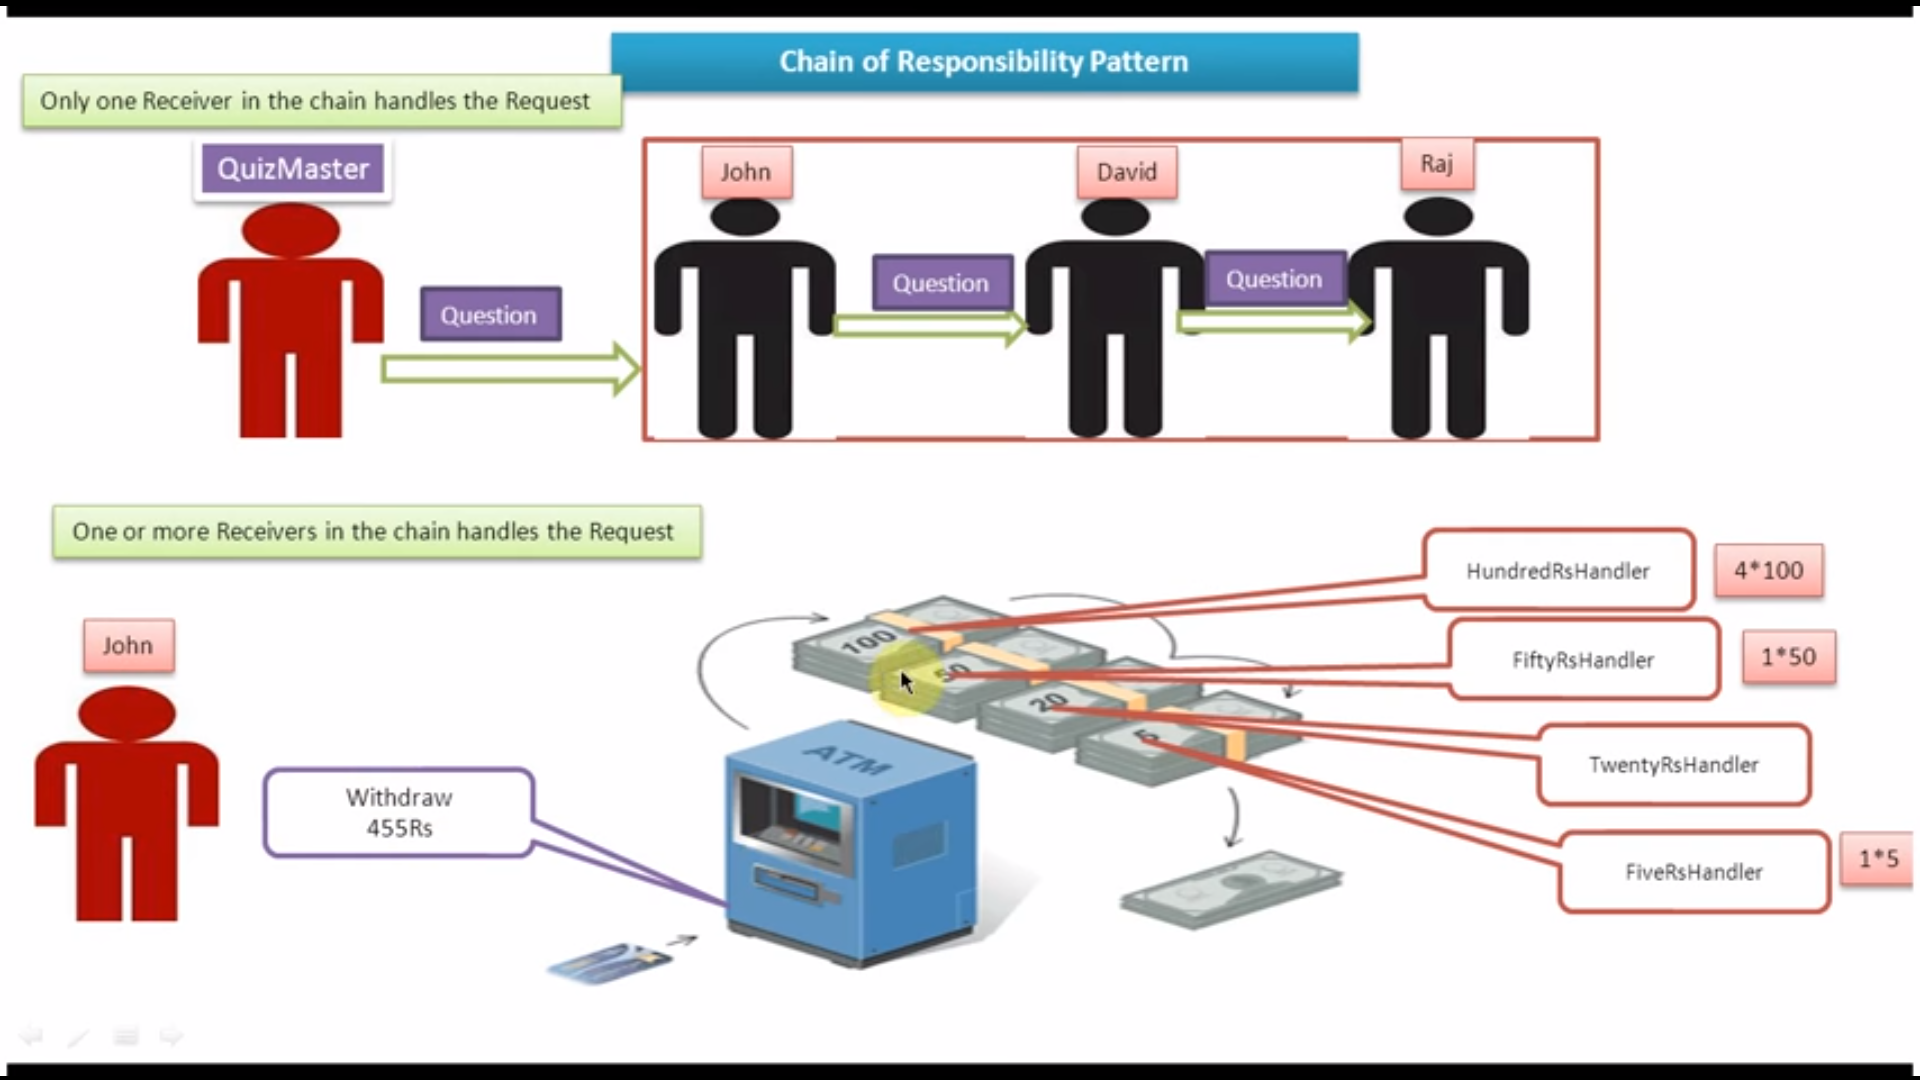 Chain of Responsibility Pattern
Only one Receiver in the chain handles the Request
QuizMaster
John
David
Raj
Question
Question
Question
One or more Receivers in the chain handles the Request
HundredRsHandler
4*100
John
100
50
FiftyRsHandler
1*50
20
5
TwentyRsHandler
ATM
Withdraw
455Rs
FiveRsHandler
1*5